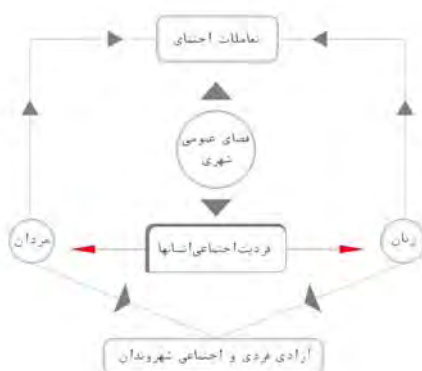 تعاملات اجتماعی
فضای عمومی
شهری
مردان
فردیت اجتماعی انسانها
زنان
آزادی فردی و اجتماعی شهروندان